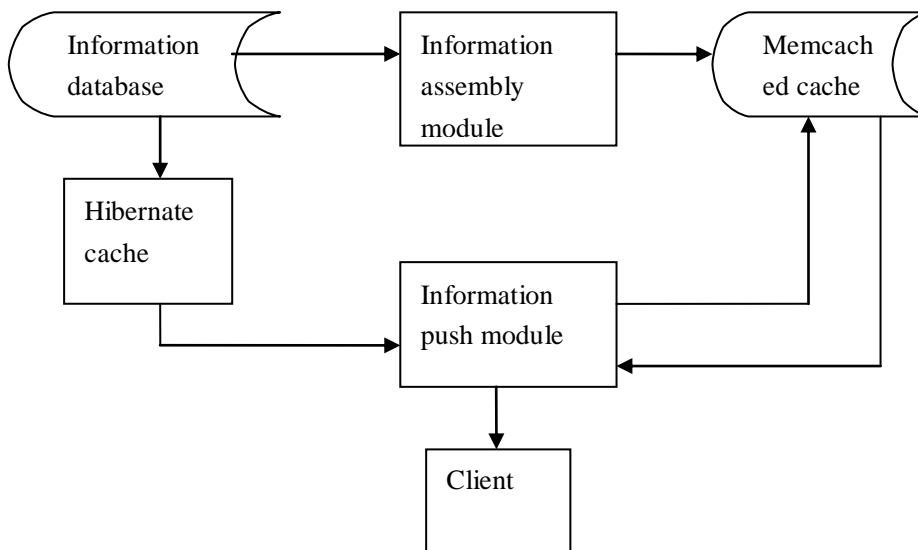 Information
database
Information
assembly
module
Memcach
ed cache
Hibernate
cache
Information
push module
Client